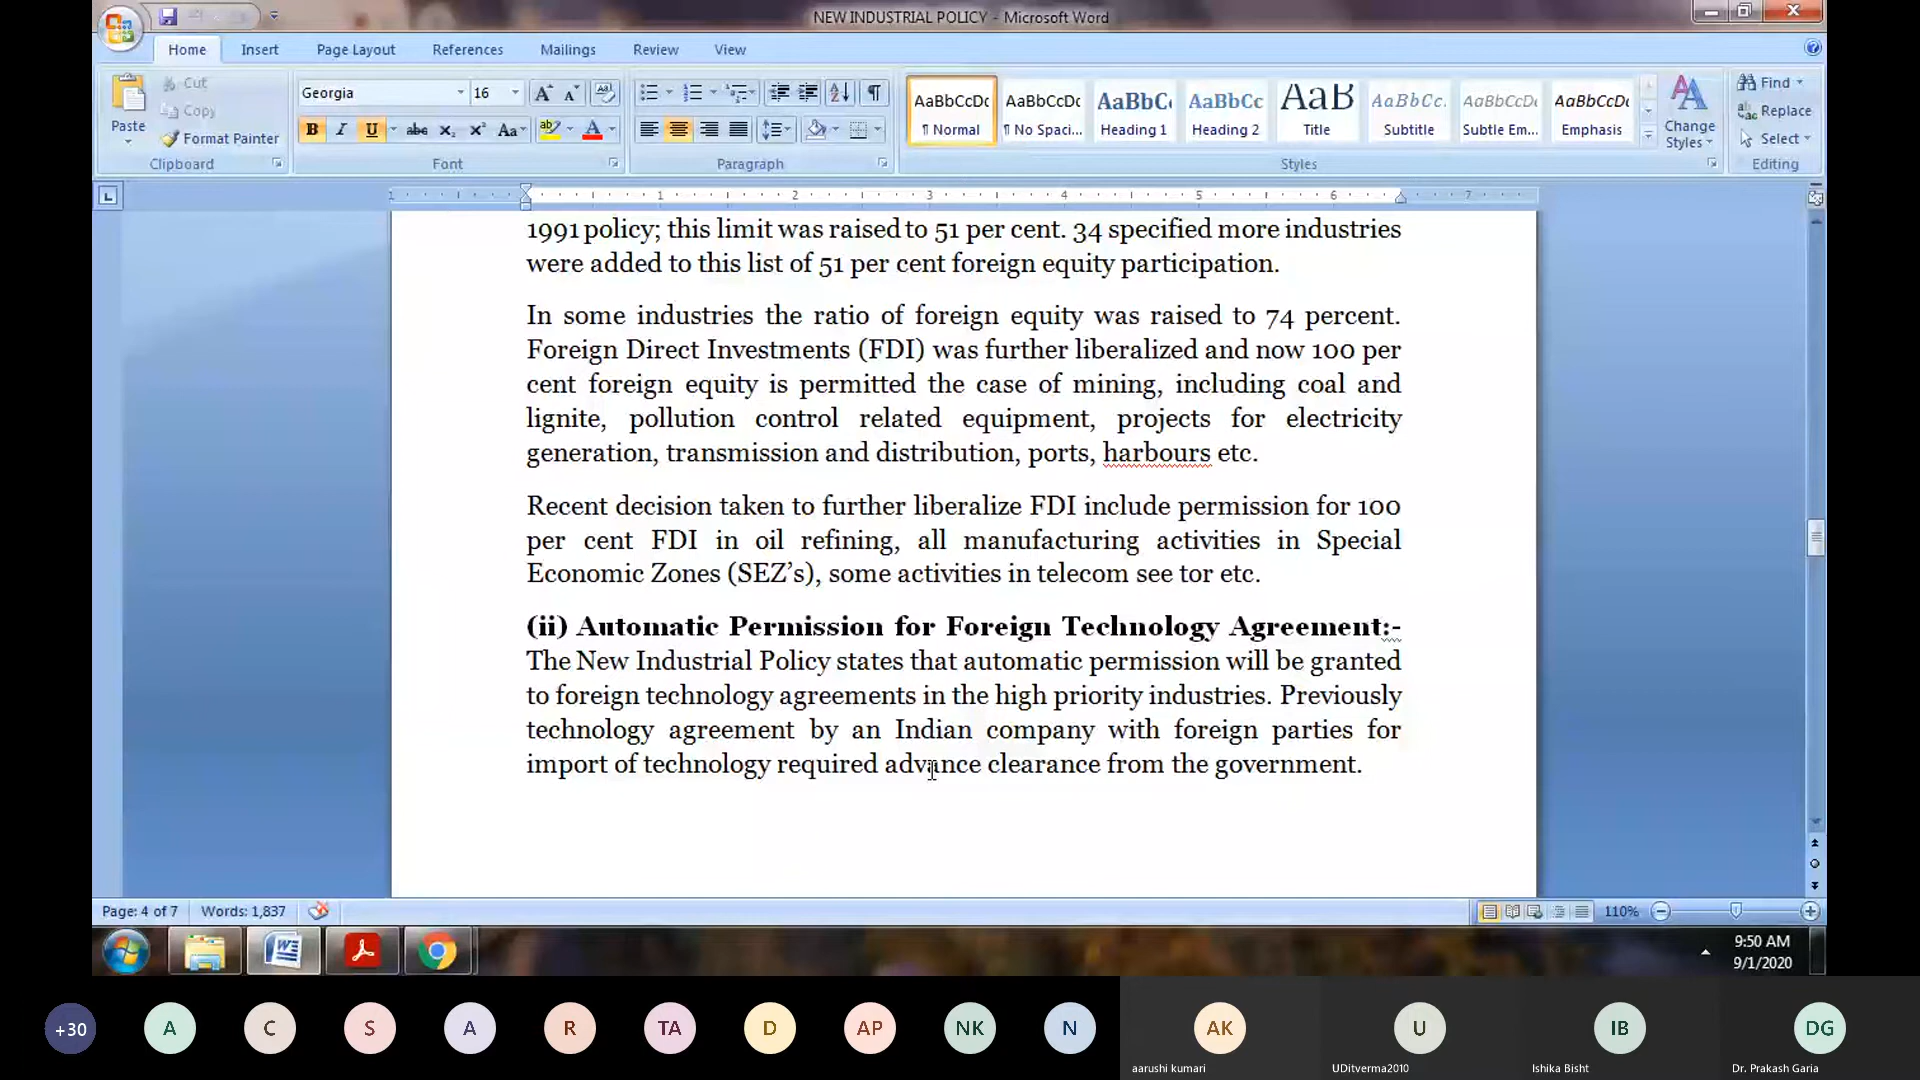 NEW INDUSTRIAL POLICY - Microsoft Word
Home Insert Page Layout References Mailings Review View
Paste
Cut
Copy
Format Painter
Clipboard
Georgia 16
B I U abc X₂ X² Aa
Font
Paragraph
AaBbCcDc AaBbCcDc AaBbC AaBbCc AaB AaBbCc. AaBbCcDc AaBbCcDc
¶ Normal ¶ No Spaci... Heading 1 Heading 2 Title Subtitle Subtle Em... Emphasis
Change Styles
Styles
Find
Replace
Select
Editing
1 1 2 3 4 5 6 7
1991 policy; this limit was raised to 51 per cent. 34 specified more industries
were added to this list of 51 per cent foreign equity participation.
In some industries the ratio of foreign equity was raised to 74 percent.
Foreign Direct Investments (FDI) was further liberalized and now 100 per
cent foreign equity is permitted the case of mining, including coal and
lignite, pollution control related equipment, projects for electricity
generation, transmission and distribution, ports, harbours etc.
Recent decision taken to further liberalize FDI include permission for 100
per cent FDI in oil refining, all manufacturing activities in Special
Economic Zones (SEZ’s), some activities in telecom see tor etc.
(ii) Automatic Permission for Foreign Technology Agreement:-
The New Industrial Policy states that automatic permission will be granted
to foreign technology agreements in the high priority industries. Previously
technology agreement by an Indian company with foreign parties for
import of technology required advance clearance from the government.
Page: 4 of 7 Words: 1,837 110%
9:50 AM
9/1/2020
+30 A C S A R TA D AP NK N AK U IB DG
aarushi kumari UDitverma2010 Ishika Bisht Dr. Prakash Garia